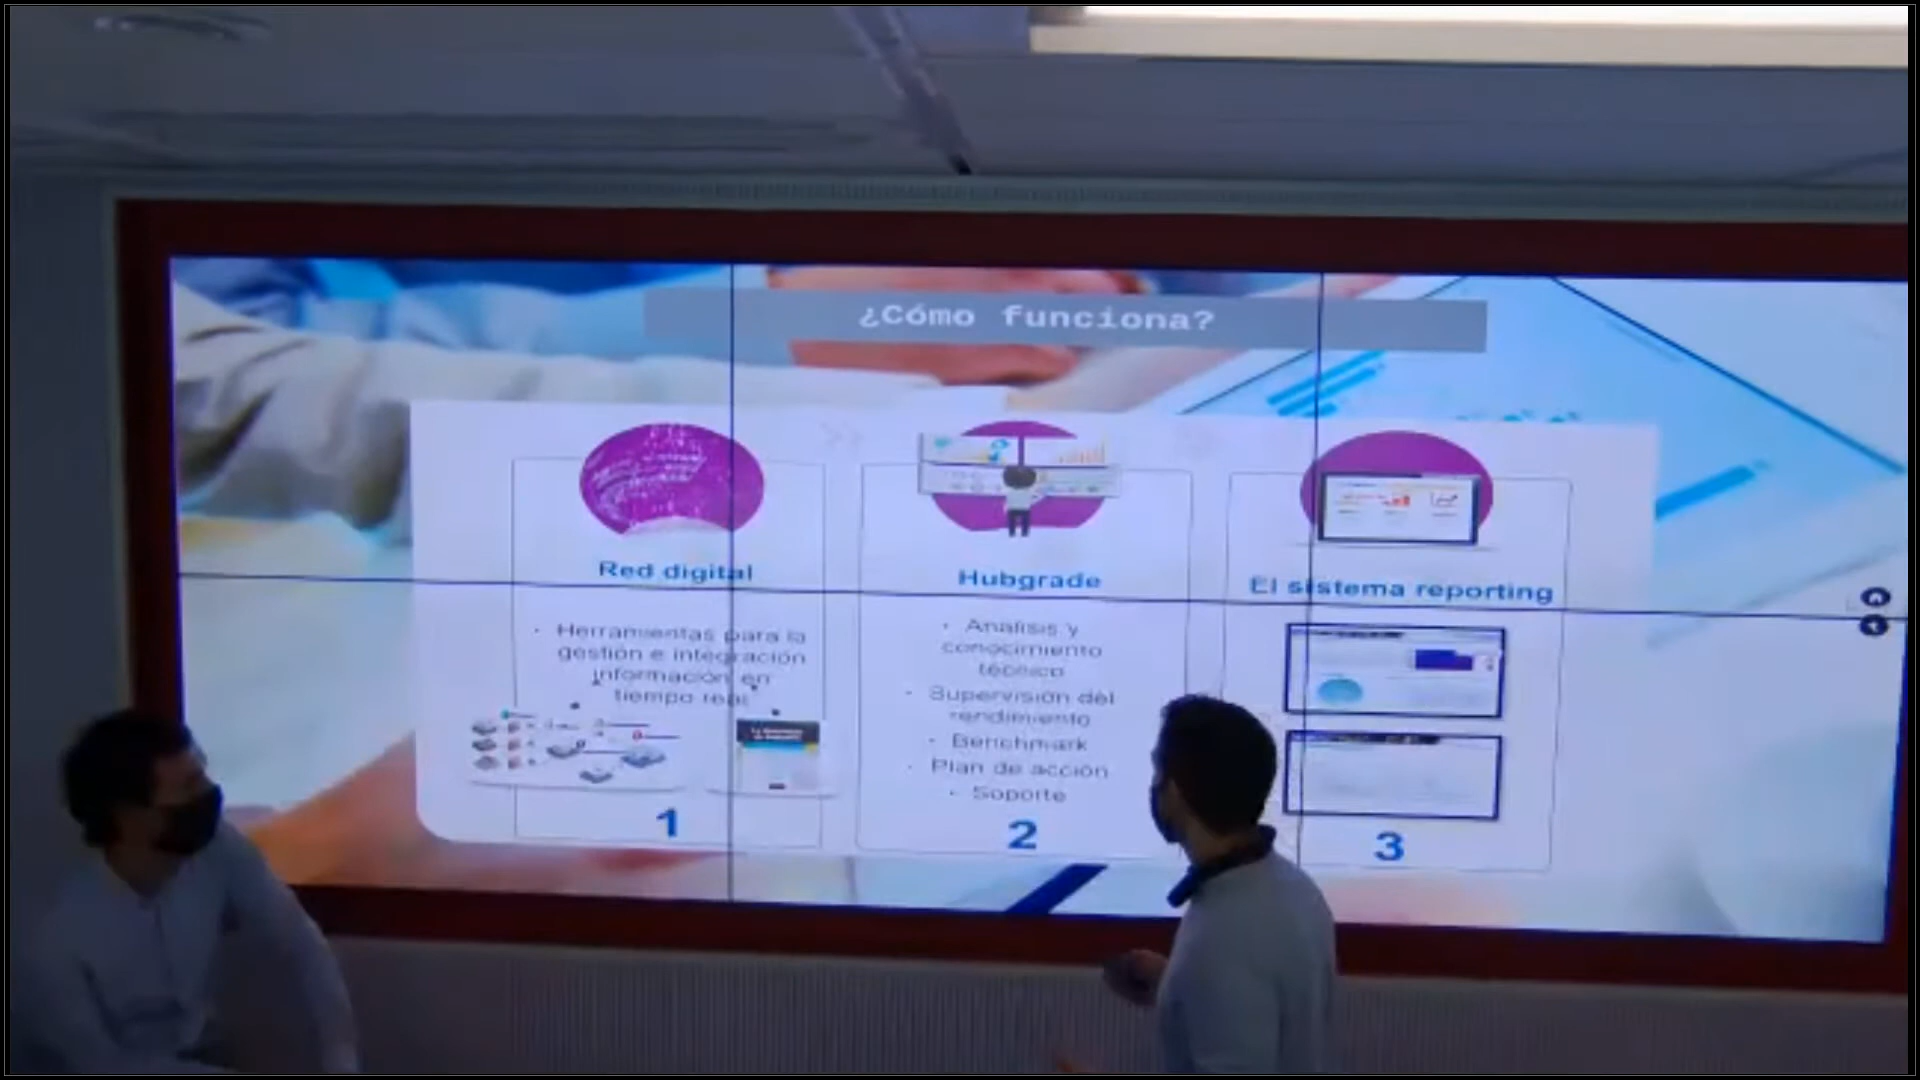 ¿Cómo funciona?
Red digital
· Herramientas para la
gestión e integración
información en
tiempo real
1
Hubgrade
· Analisis y
conocimiento
técnico
· Supervisión del
rendimiento
· Benchmark
· Plan de acción
· Soporte
2
El sistema reporting
3